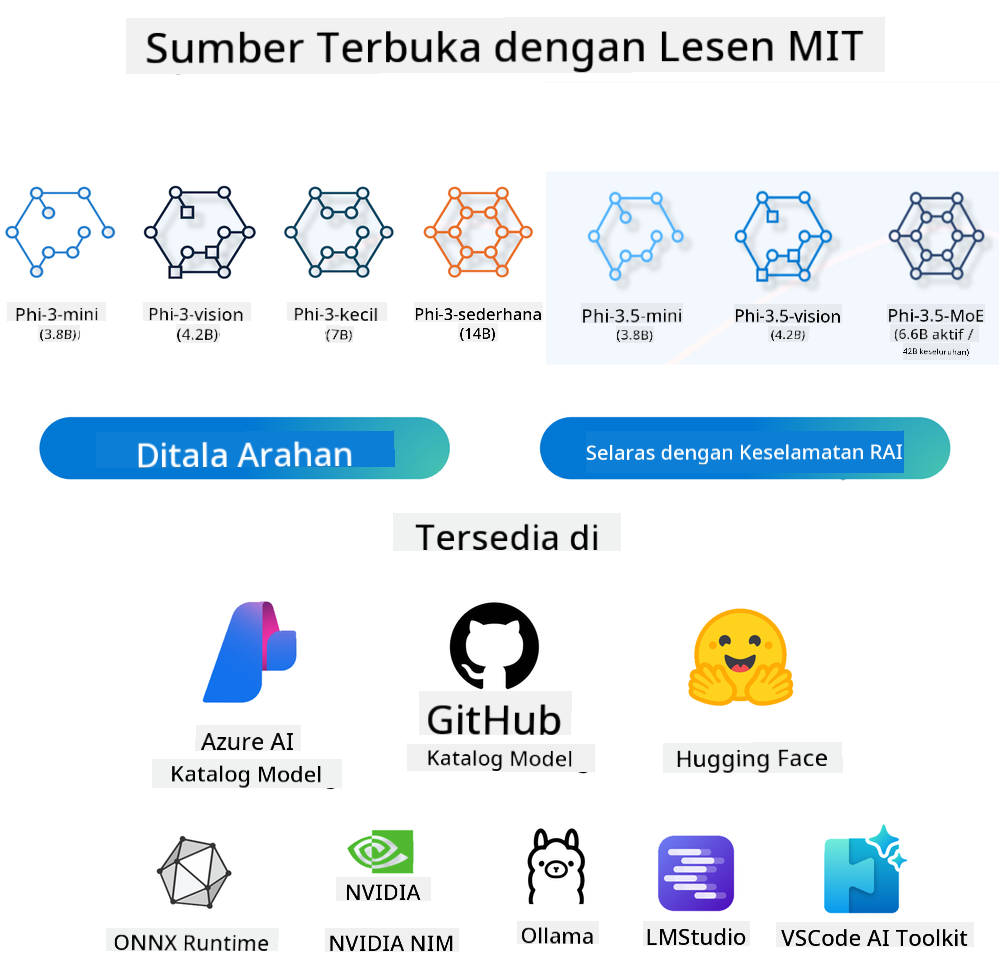 Sumber Terbuka dengan Lesen MIT
Phi-3-mini
(3.8B)
Phi-3-vision
(4.2B)
Phi-3-kecil
(7B)
Phi-3-sederhana
(14B)
Phi-3.5-mini
(3.8B)
Phi-3.5-vision
(4.2B)
Phi-3.5-MoE
(6.6B aktif /
42B keseluruhan)
Ditala Arahan
Selaras dengan Keselamatan RAI
Tersedia di
Azure AI
Katalog Model
GitHub
Katalog Model
Hugging Face
ONNX Runtime
NVIDIA
NVIDIA NIM
Ollama
LMStudio
VSCode AI Toolkit